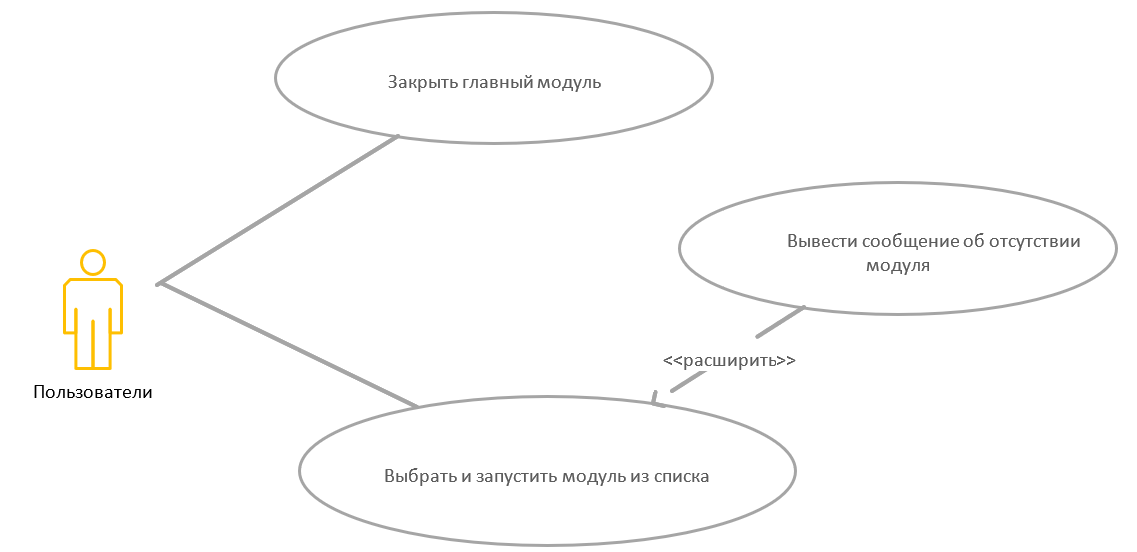 Закрыть главный модуль
Вывести сообщение об отсутствии
модуля
<<расширить>>
Пользователи
Выбрать и запустить модуль из списка